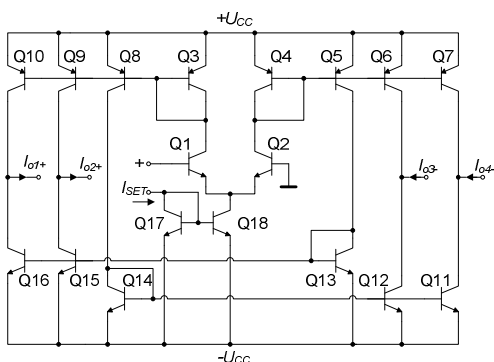 +UCC
Q10 Q9 Q8 Q3 Q4 Q5 Q6 Q7
Q1 Q2
+
Io1+ Io2+ Io3- Io4-
ISET
Q17 Q18
Q16 Q15 Q14 Q13 Q12 Q11
-UCC